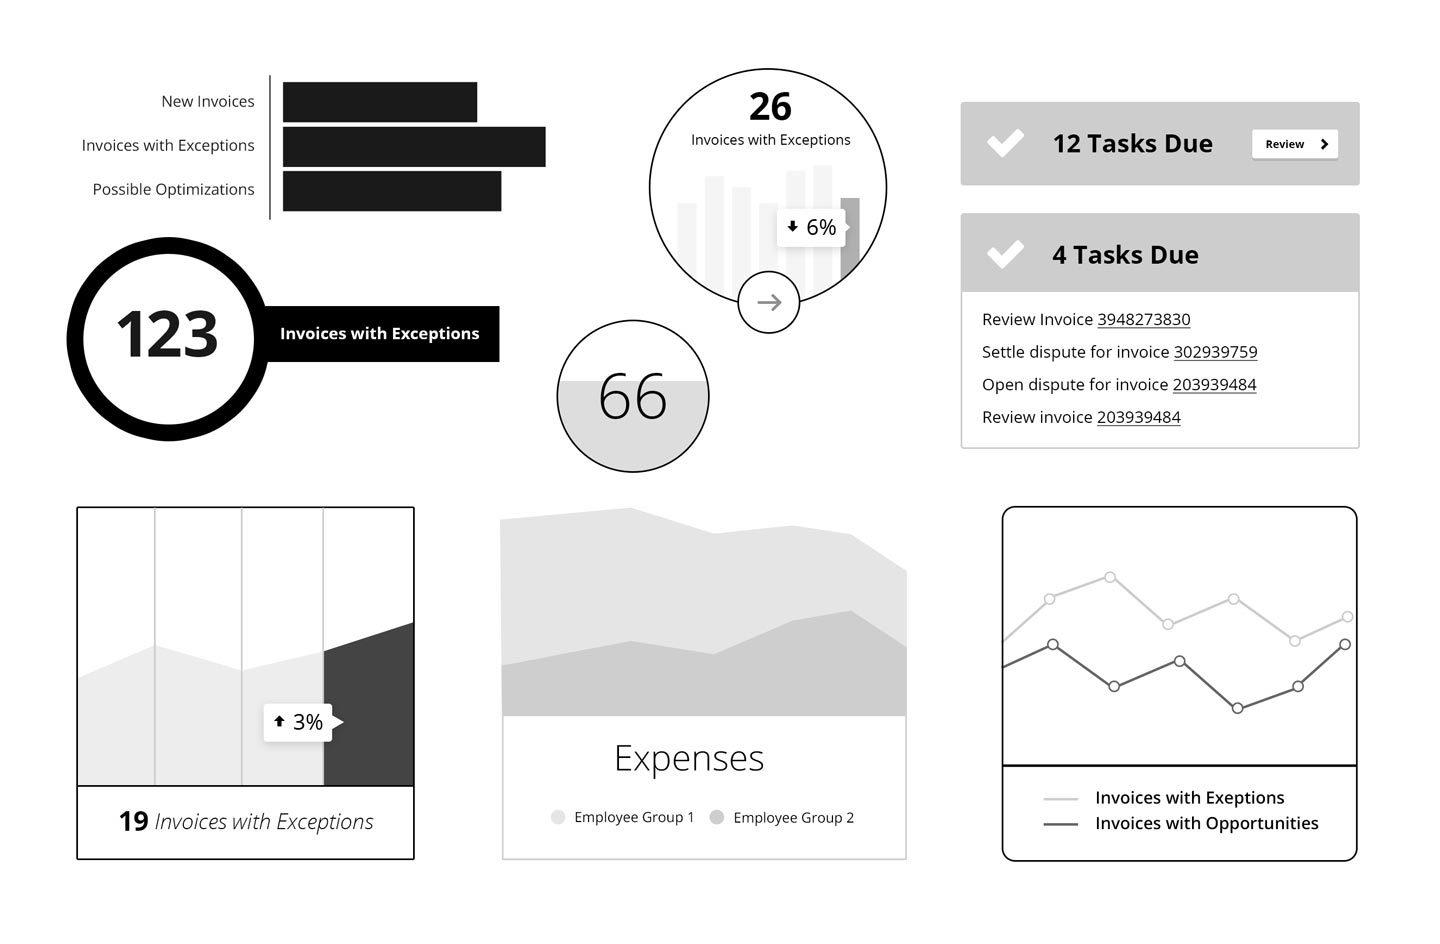 New Invoices
Invoices with Exceptions
Possible Optimizations
26
Invoices with Exceptions
6%
12 Tasks Due
Review
4 Tasks Due
Review Invoice 3948273830
Settle dispute for invoice 302939759
Open dispute for invoice 203939484
Review invoice 203939484
123
Invoices with Exceptions
66
3%
19 Invoices with Exceptions
Expenses
Employee Group 1
Employee Group 2
Invoices with Exeptions
Invoices with Opportunities